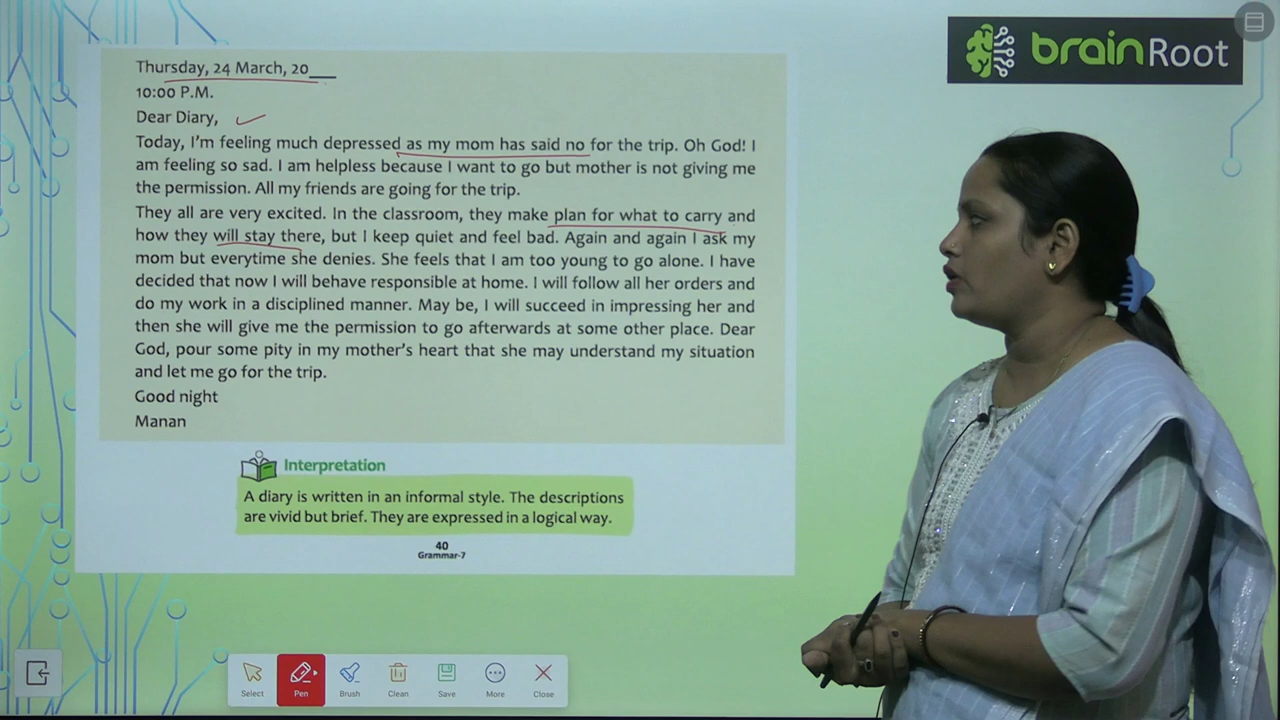 brainRoot
Thursday, 24 March, 20__
10:00 P.M.
Dear Diary,
Today, I'm feeling much depressed as my mom has said no for the trip. Oh God! I
am feeling so sad. I am helpless because I want to go but mother is not giving me
the permission. All my friends are going for the trip.
They all are very excited. In the classroom, they make plan for what to carry and
how they will stay there, but I keep quiet and feel bad. Again and again I ask my
mom but everytime she denies. She feels that I am too young to go alone. I have
decided that now I will behave responsible at home. I will follow all her orders and
do my work in a disciplined manner. May be, I will succeed in impressing her and
then she will give me the permission to go afterwards at some other place. Dear
God, pour some pity in my mother's heart that she may understand my situation
and let me go for the trip.
Good night
Manan
Interpretation
A diary is written in an informal style. The descriptions
are vivid but brief. They are expressed in a logical way.
40
Grammar-7
Select Pen Brush Clean Save More Close